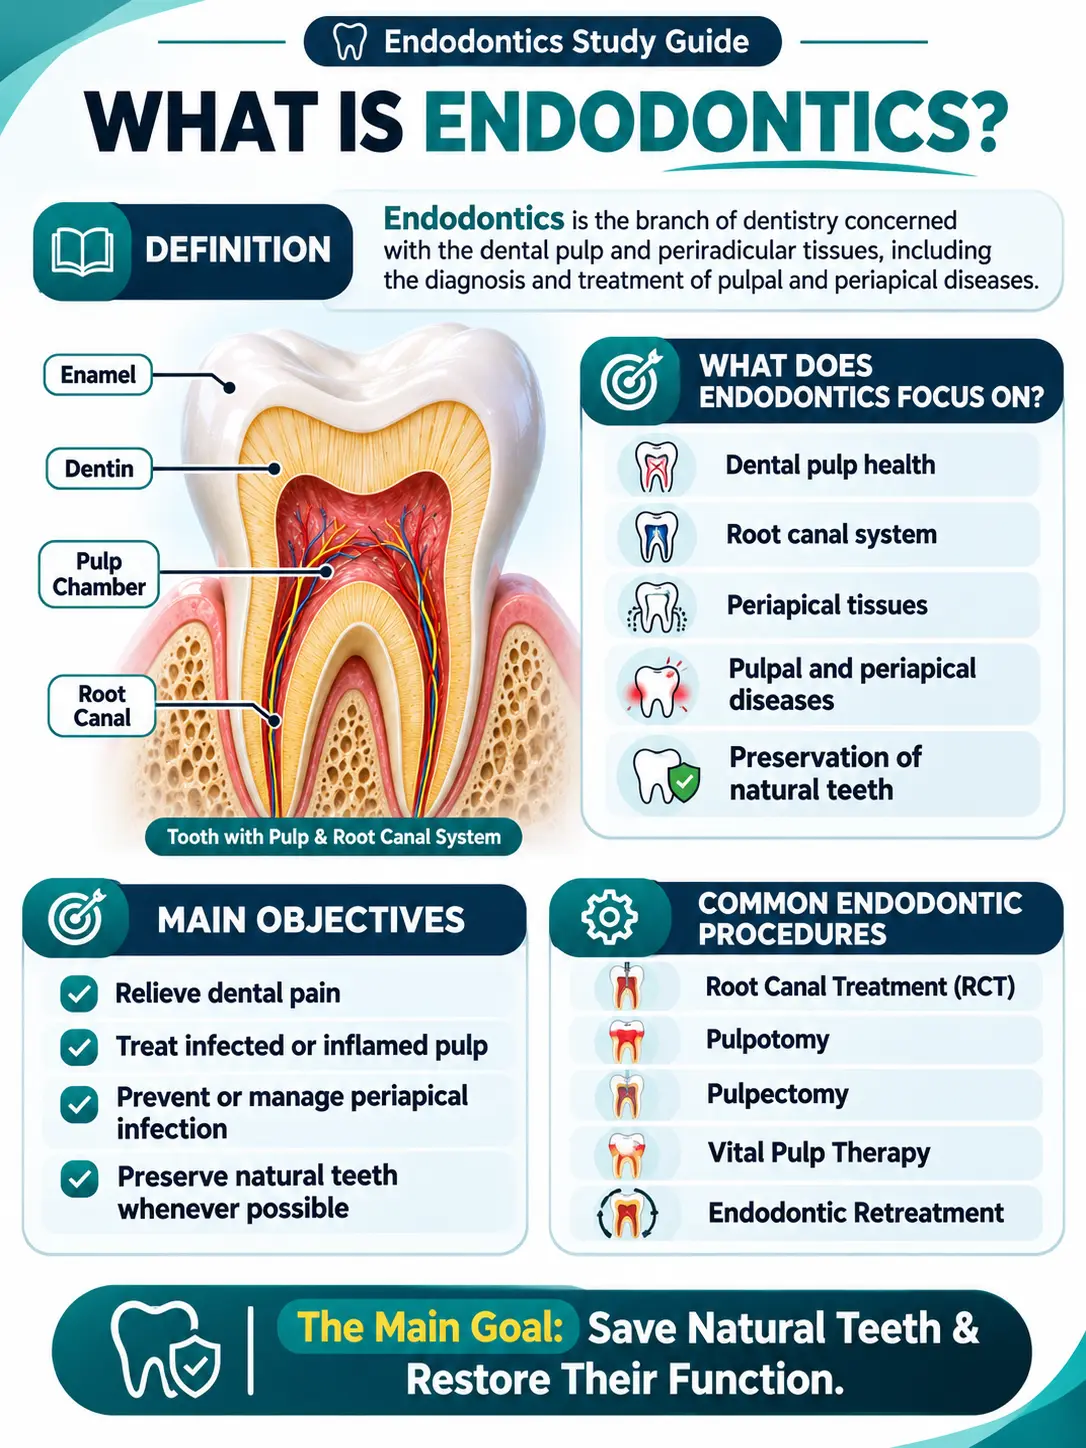 Endodontics Study Guide
WHAT IS ENDODONTICS?
DEFINITION
Endodontics is the branch of dentistry concerned
with the dental pulp and periradicular tissues, including
the diagnosis and treatment of pulpal and periapical diseases.
Enamel
Dentin
Pulp
Chamber
Root
Canal
Tooth with Pulp & Root Canal System
WHAT DOES
ENDODONTICS FOCUS ON?
Dental pulp health
Root canal system
Periapical tissues
Pulpal and periapical
diseases
Preservation of
natural teeth
MAIN OBJECTIVES
Relieve dental pain
Treat infected or inflamed pulp
Prevent or manage periapical
infection
Preserve natural teeth
whenever possible
COMMON ENDODONTIC
PROCEDURES
Root Canal Treatment (RCT)
Pulpotomy
Pulpectomy
Vital Pulp Therapy
Endodontic Retreatment
The Main Goal: Save Natural Teeth &
Restore Their Function.